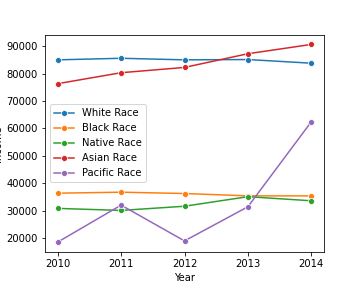 90000
80000
70000
60000
50000
40000
30000
20000
White Race
Black Race
Native Race
Asian Race
Pacific Race
2010 2011 2012 2013 2014
Year